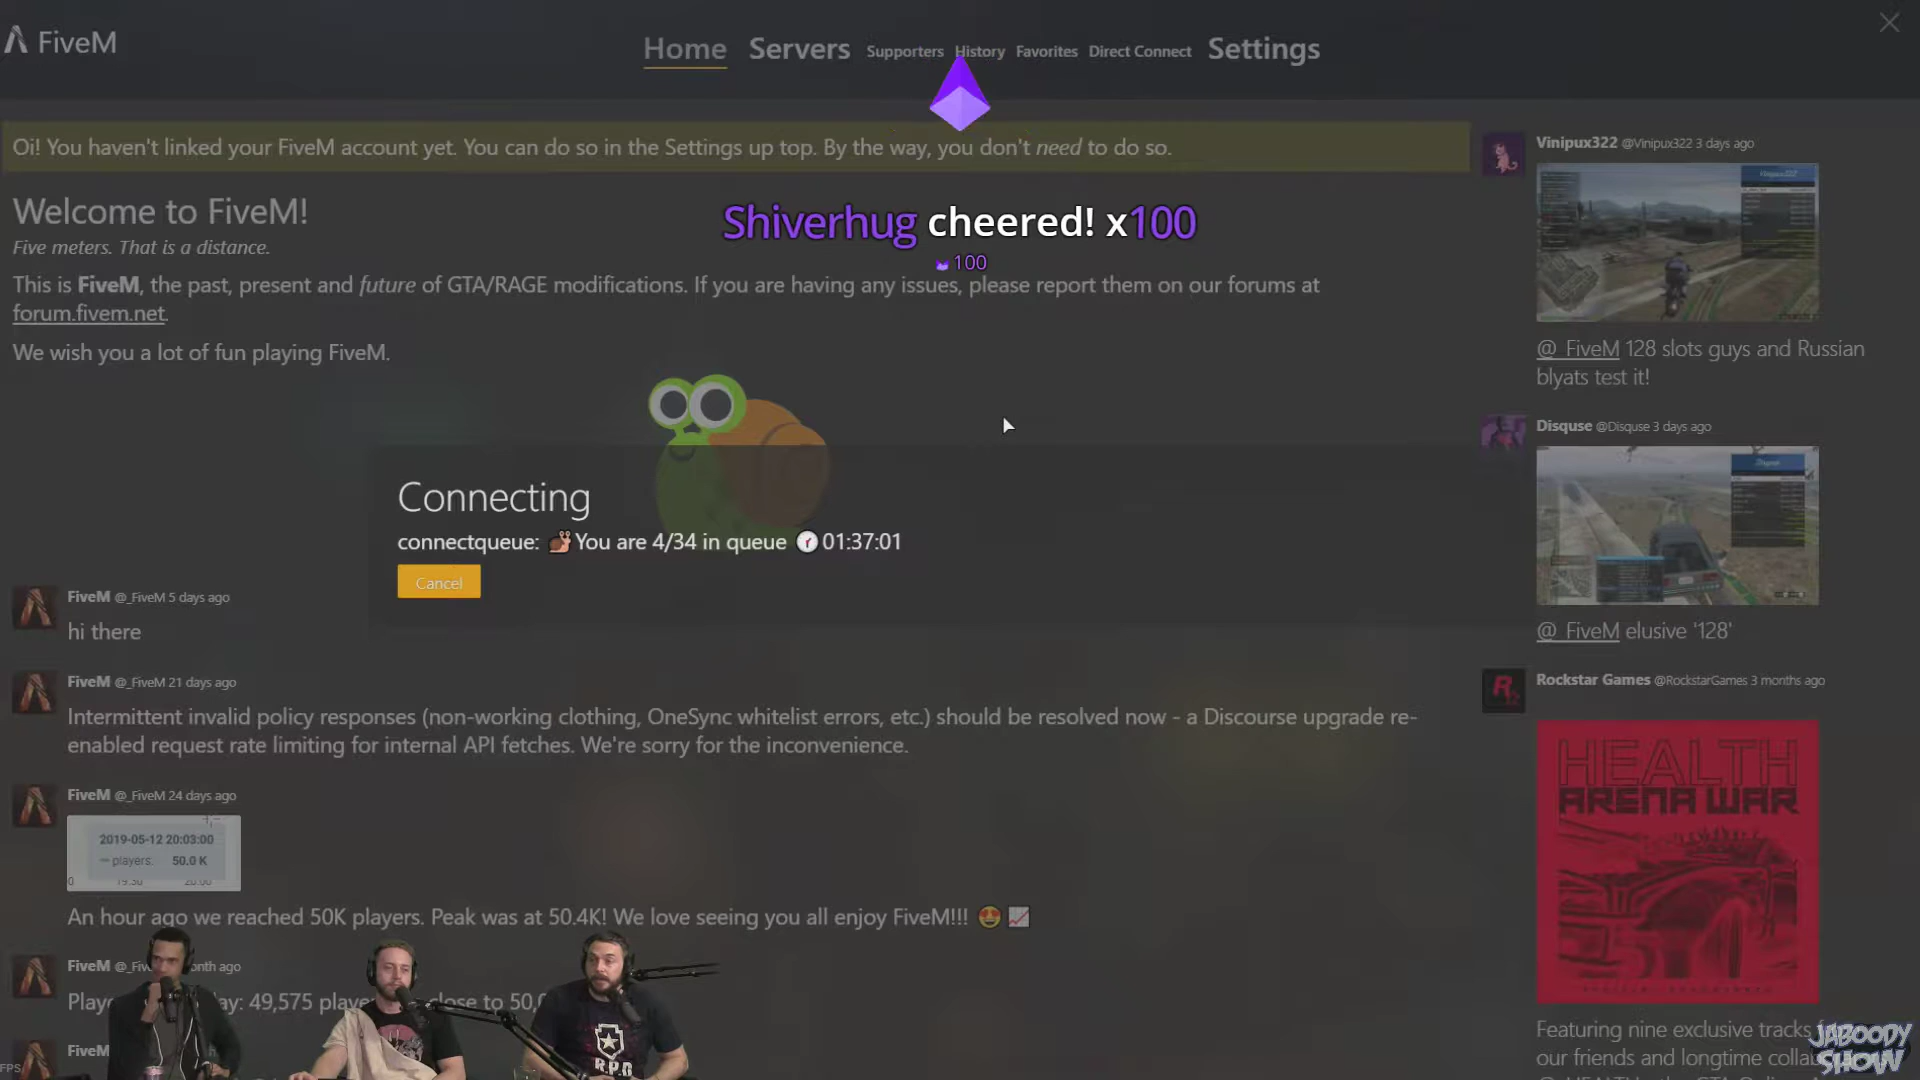 FiveM
Home Servers Supporters History Favorites Direct Connect Settings
Oi! You haven't linked your FiveM account yet. You can do so in the Settings up top. By the way, you don't need to do so.
Welcome to FiveM!
Five meters. That is a distance.
Shiverhug cheered! x100
100
This is FiveM, the past, present and future of GTA/RAGE modifications. If you are having any issues, please report them on our forums at
forum.fivem.net.
We wish you a lot of fun playing FiveM.
Connecting
connectqueue: 🐌You are 4/34 in queue 🕐01:37:01
Cancel
FiveM @_FiveM 5 days ago
hi there
FiveM @_FiveM 21 days ago
Intermittent invalid policy responses (non-working clothing, OneSync whitelist errors, etc.) should be resolved now - a Discourse upgrade re-
enabled request rate limiting for internal API fetches. We're sorry for the inconvenience.
FiveM @_FiveM 24 days ago
2019-05-12 20:03:00
players: 50.0 K
19:30 20:00
An hour ago we reached 50K players. Peak was at 50.4K! We love seeing you all enjoy FiveM!!! 😍📈
FiveM ago
49,575 close to
FiveM
FPS
R.P.D
Vinipux322 @Vinipux322 3 days ago
@_FiveM 128 slots guys and Russian
blyats test it!
Disquse @Disquse 3 days ago
@_FiveM elusive '128'
Rockstar Games @RockstarGames 3 months ago
HEALTH
ARENA WAR
Featuring nine exclusive tracks
our friends and longtime
JABOODY
SHOW